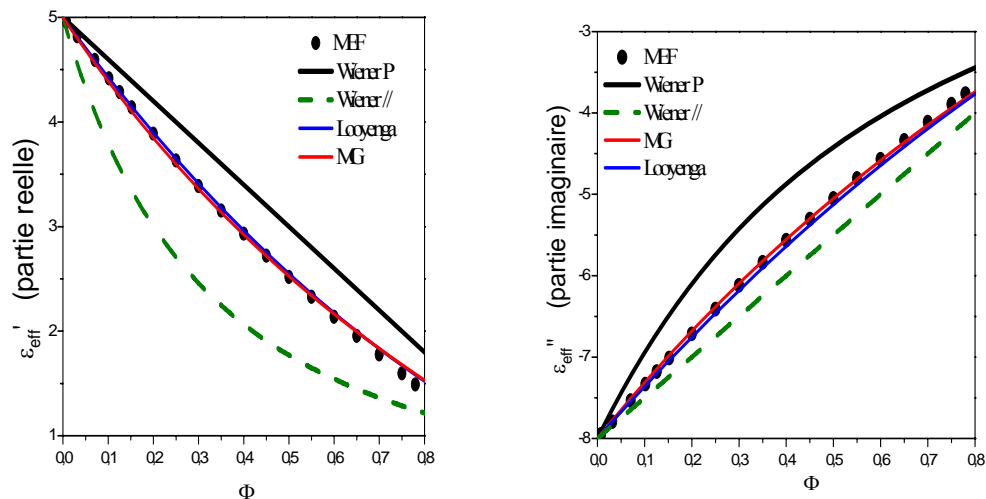 5
4
3
2
1
ε_eff' (partie reelle)
MEF
Wiener P
Wiener //
Looyenga
MG
0,0 0,1 0,2 0,3 0,4 0,5 0,6 0,7 0,8
Φ
-3
-4
-5
-6
-7
-8
ε_eff'' (partie imaginaire)
MEF
Wiener P
Wiener //
MG
Looyenga
0,0 0,1 0,2 0,3 0,4 0,5 0,6 0,7 0,8
Φ